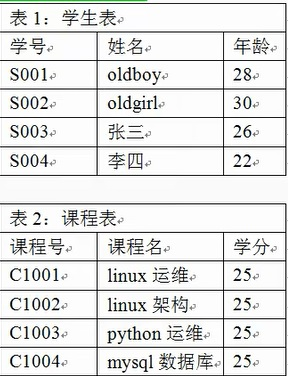 表 1：学生表
学号 姓名 年龄
S001 oldboy 28
S002 oldgirl 30
S003 张三 26
S004 李四 22
表 2：课程表
课程号 课程名 学分
C1001 linux 运维 25
C1002 linux 架构 25
C1003 python 运维 25
C1004 mysql 数据库 25